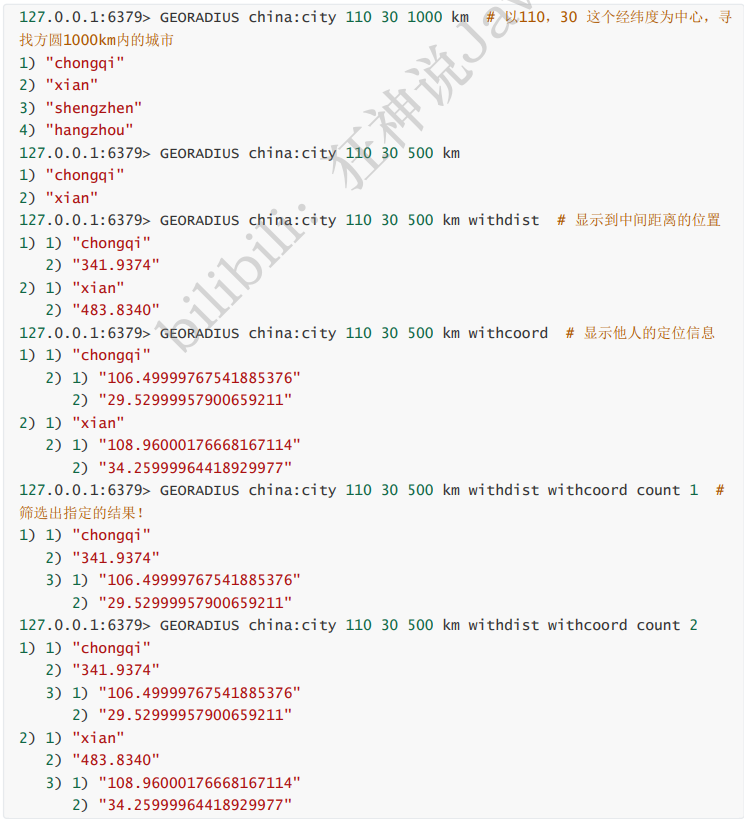 127.0.0.1:6379> GEORADIUS china:city 110 30 1000 km  # 以110，30 这个经纬度为中心，寻
找方圆1000km内的城市
1) "chongqi"
2) "xian"
3) "shengzhen"
4) "hangzhou"
127.0.0.1:6379> GEORADIUS china:city 110 30 500 km
1) "chongqi"
2) "xian"
127.0.0.1:6379> GEORADIUS china:city 110 30 500 km withdist  # 显示到中间距离的位置
1) 1) "chongqi"
   2) "341.9374"
2) 1) "xian"
   2) "483.8340"
127.0.0.1:6379> GEORADIUS china:city 110 30 500 km withcoord  # 显示他人的定位信息
1) 1) "chongqi"
   2) 1) "106.49999767541885376"
      2) "29.52999957900659211"
2) 1) "xian"
   2) 1) "108.96000176668167114"
      2) "34.25999964418929977"
127.0.0.1:6379> GEORADIUS china:city 110 30 500 km withdist withcoord count 1  #
筛选出指定的结果！
1) 1) "chongqi"
   2) "341.9374"
   3) 1) "106.49999767541885376"
      2) "29.52999957900659211"
127.0.0.1:6379> GEORADIUS china:city 110 30 500 km withdist withcoord count 2
1) 1) "chongqi"
   2) "341.9374"
   3) 1) "106.49999767541885376"
      2) "29.52999957900659211"
2) 1) "xian"
   2) "483.8340"
   3) 1) "108.96000176668167114"
      2) "34.25999964418929977"
bilibili：狂神说Jav